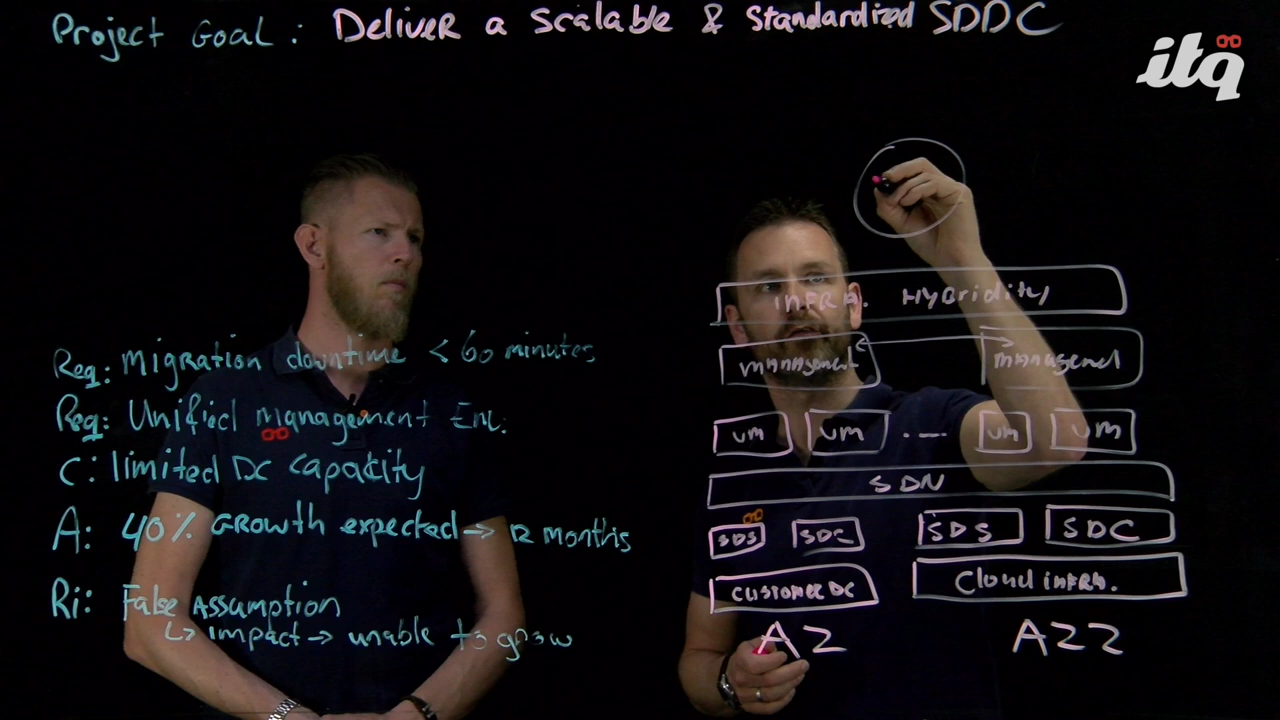 Project Goal: Deliver a Scalable & Standardized SDDC
itq
Req: Migration downtime < 60 minutes
Req: Unified management Env.
C: limited DC capacity
A: 40% Growth expected → 12 months
Ri: False Assumption
↳ impact → unable to grow
INFRA. Hybridity
management
management
vm
vm
....
vm
vm
SDN
SDS
SDC
SDS
SDC
customer DC
Cloud infra.
AZ
AZ2